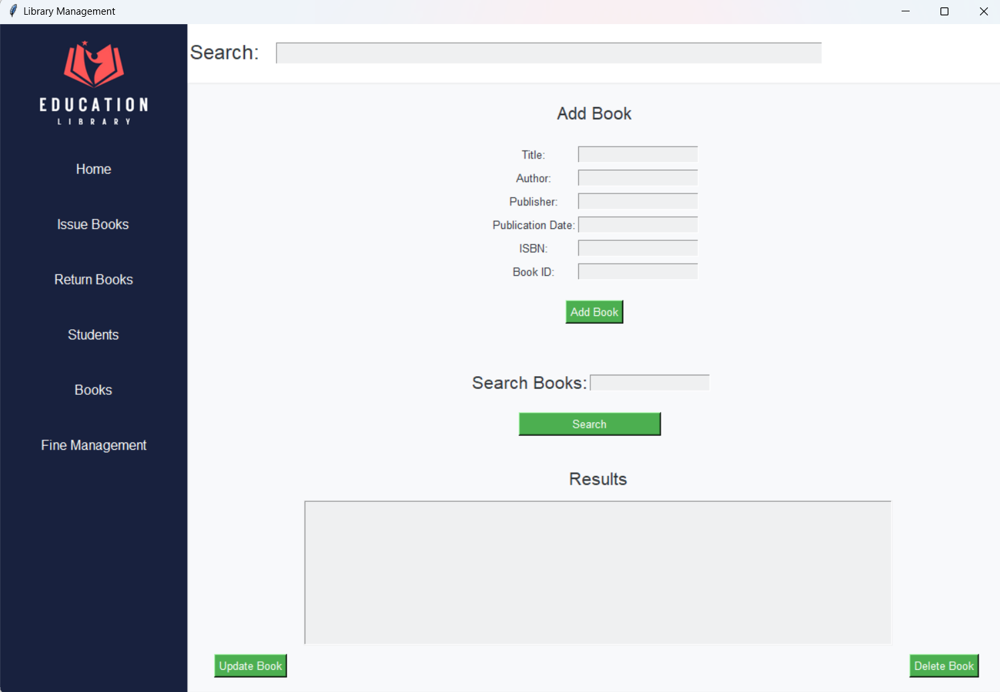 Library Management
EDUCATION
LIBRARY
Home
Issue Books
Return Books
Students
Books
Fine Management
Search:
Add Book
Title:
Author:
Publisher:
Publication Date:
ISBN:
Book ID:
Add Book
Search Books:
Search
Results
Update Book
Delete Book